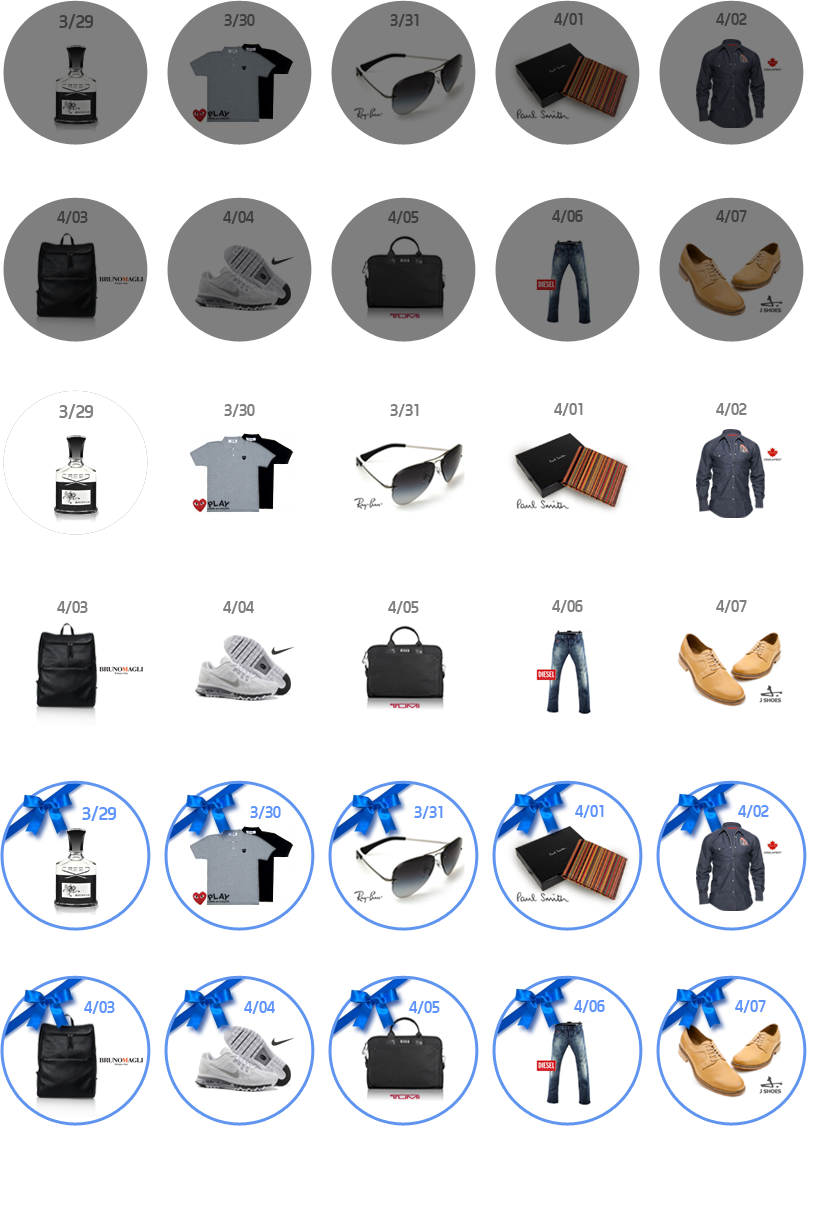 3/29 3/30 3/31 4/01 4/02
PLAY
Ray-Ban
Paul Smith
4/03 4/04 4/05 4/06 4/07
BRUNOMAGLI
DIESEL
TUMI
J SHOES
3/29 3/30 3/31 4/01 4/02
PLAY
Ray-Ban
Paul Smith
4/03 4/04 4/05 4/06 4/07
BRUNOMAGLI
DIESEL
TUMI
J SHOES
3/29 3/30 3/31 4/01 4/02
PLAY
Ray-Ban
Paul Smith
4/03 4/04 4/05 4/06 4/07
BRUNOMAGLI
DIESEL
TUMI
J SHOES